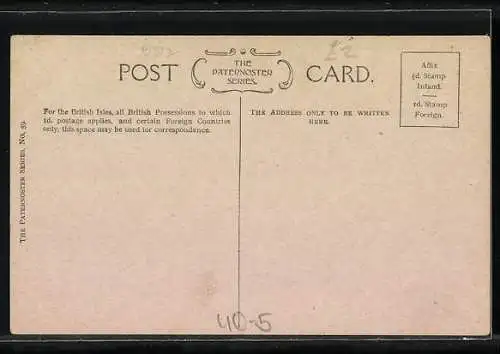 £2
POST
THE
PATERNOSTER
SERIES.
CARD.
Affix
½d. Stamp
Inland.
1d. Stamp
Foreign.
For the British Isles, all British Possessions to which
1d. postage applies, and certain Foreign Countries
only, this space may be used for correspondence.
THE ADDRESS ONLY TO BE WRITTEN
HERE.
THE PATERNOSTER SERIES, No. 39.
40-5